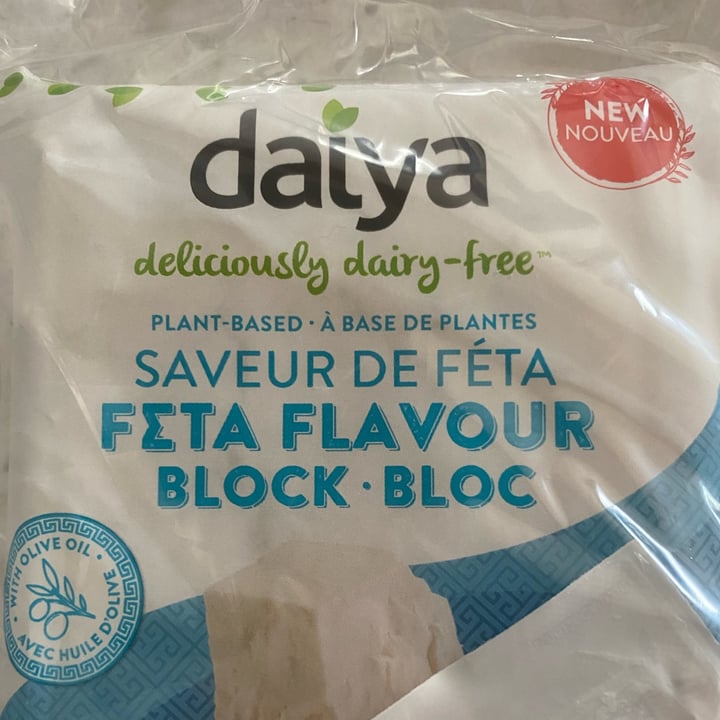 daiya
NEW
NOUVEAU
deliciously dairy-free™
PLANT-BASED · À BASE DE PLANTES
SAVEUR DE FÉTA
FΣTA FLAVOUR
BLOCK · BLOC
• WITH OLIVE OIL •
AVEC HUILE D'OLIVE